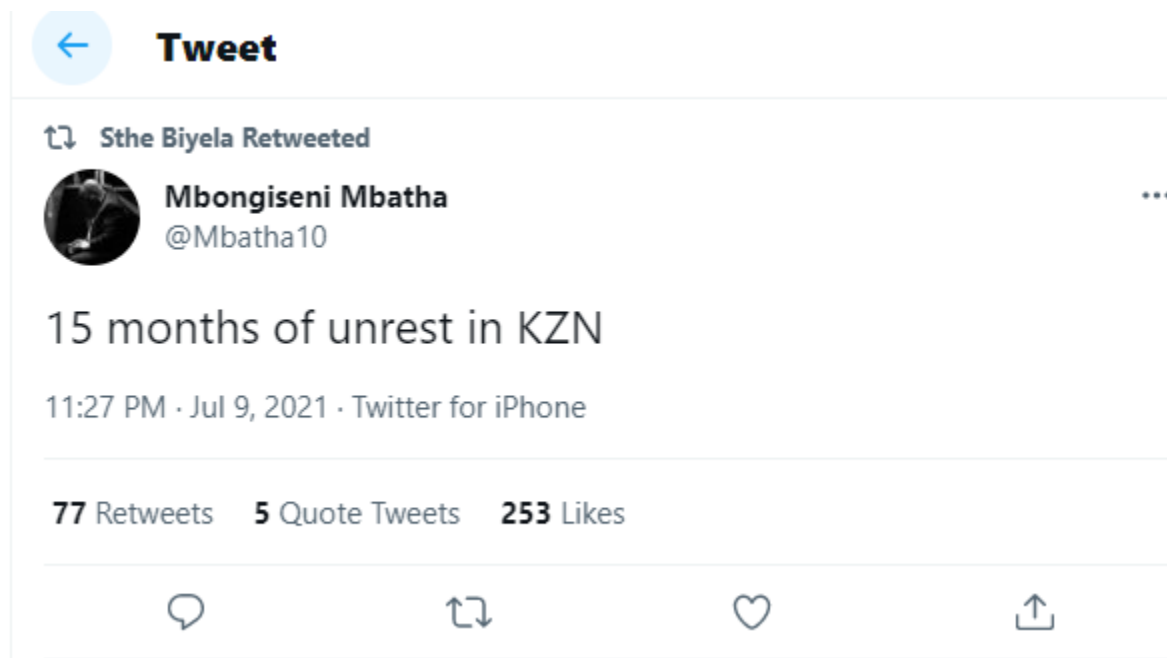 Tweet
Sthe Biyela Retweeted
Mbongiseni Mbatha
@Mbatha10
15 months of unrest in KZN
11:27 PM · Jul 9, 2021 · Twitter for iPhone
77 Retweets 5 Quote Tweets 253 Likes